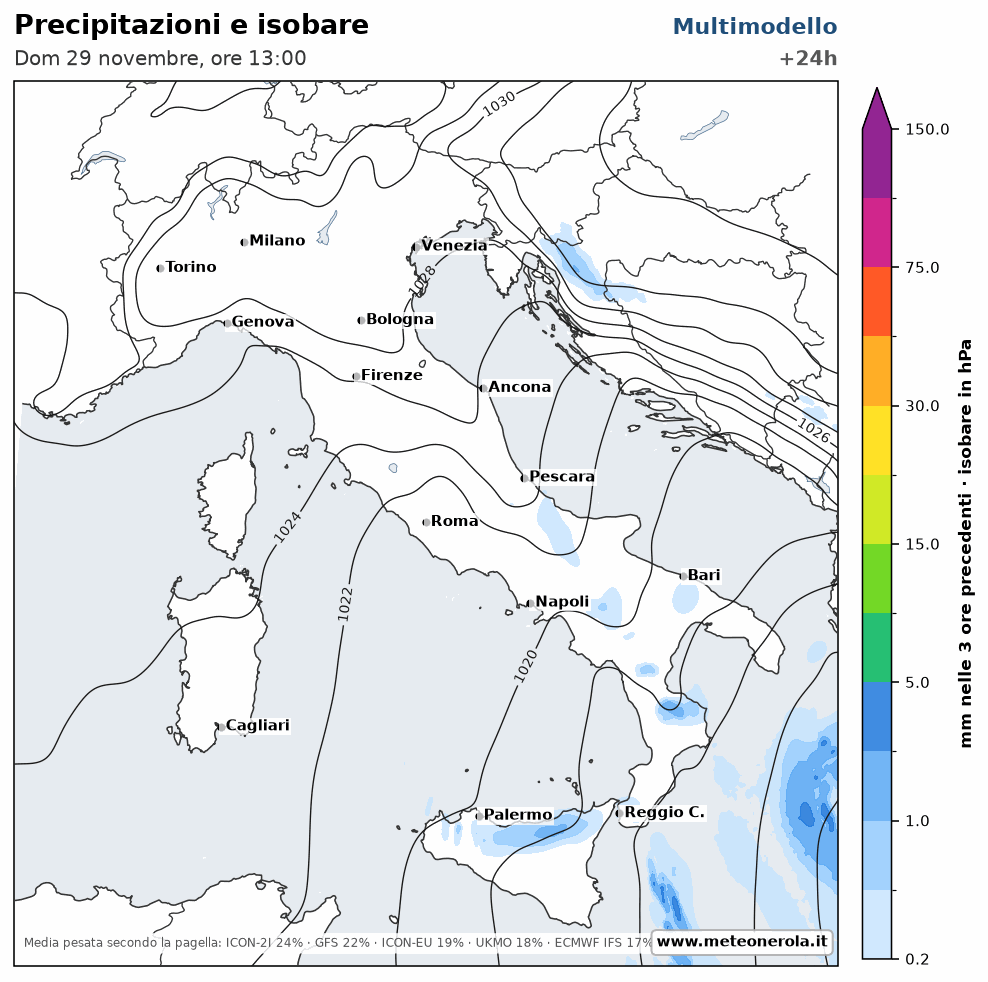 Precipitazioni e isobare
Multimodello
Dom 29 novembre, ore 13:00
+24h
1030
150.0
Milano
Venezia
Torino
1028
75.0
Genova
Bologna
Firenze
Ancona
30.0
1026
Pescara
1024
Roma
15.0
Bari
1022
Napoli
1020
5.0
Cagliari
Palermo
Reggio C.
1.0
Media pesata secondo la pagella: ICON-2I 24% · GFS 22% · ICON-EU 19% · UKMO 18% · ECMWF IFS 17%
www.meteonerola.it
0.2
mm nelle 3 ore precedenti · isobare in hPa